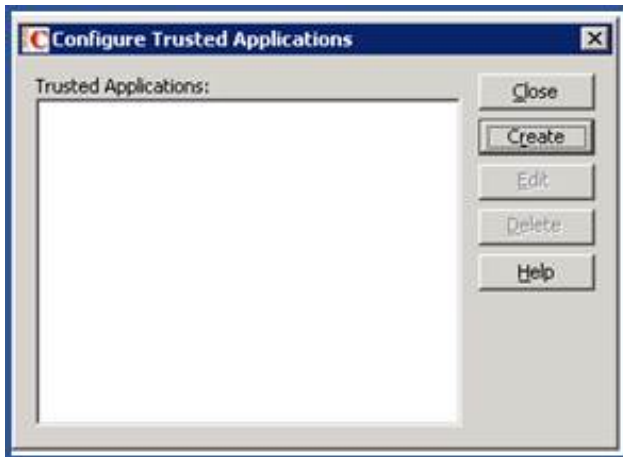 Configure Trusted Applications
Trusted Applications:
Close
Create
Edit
Delete
Help